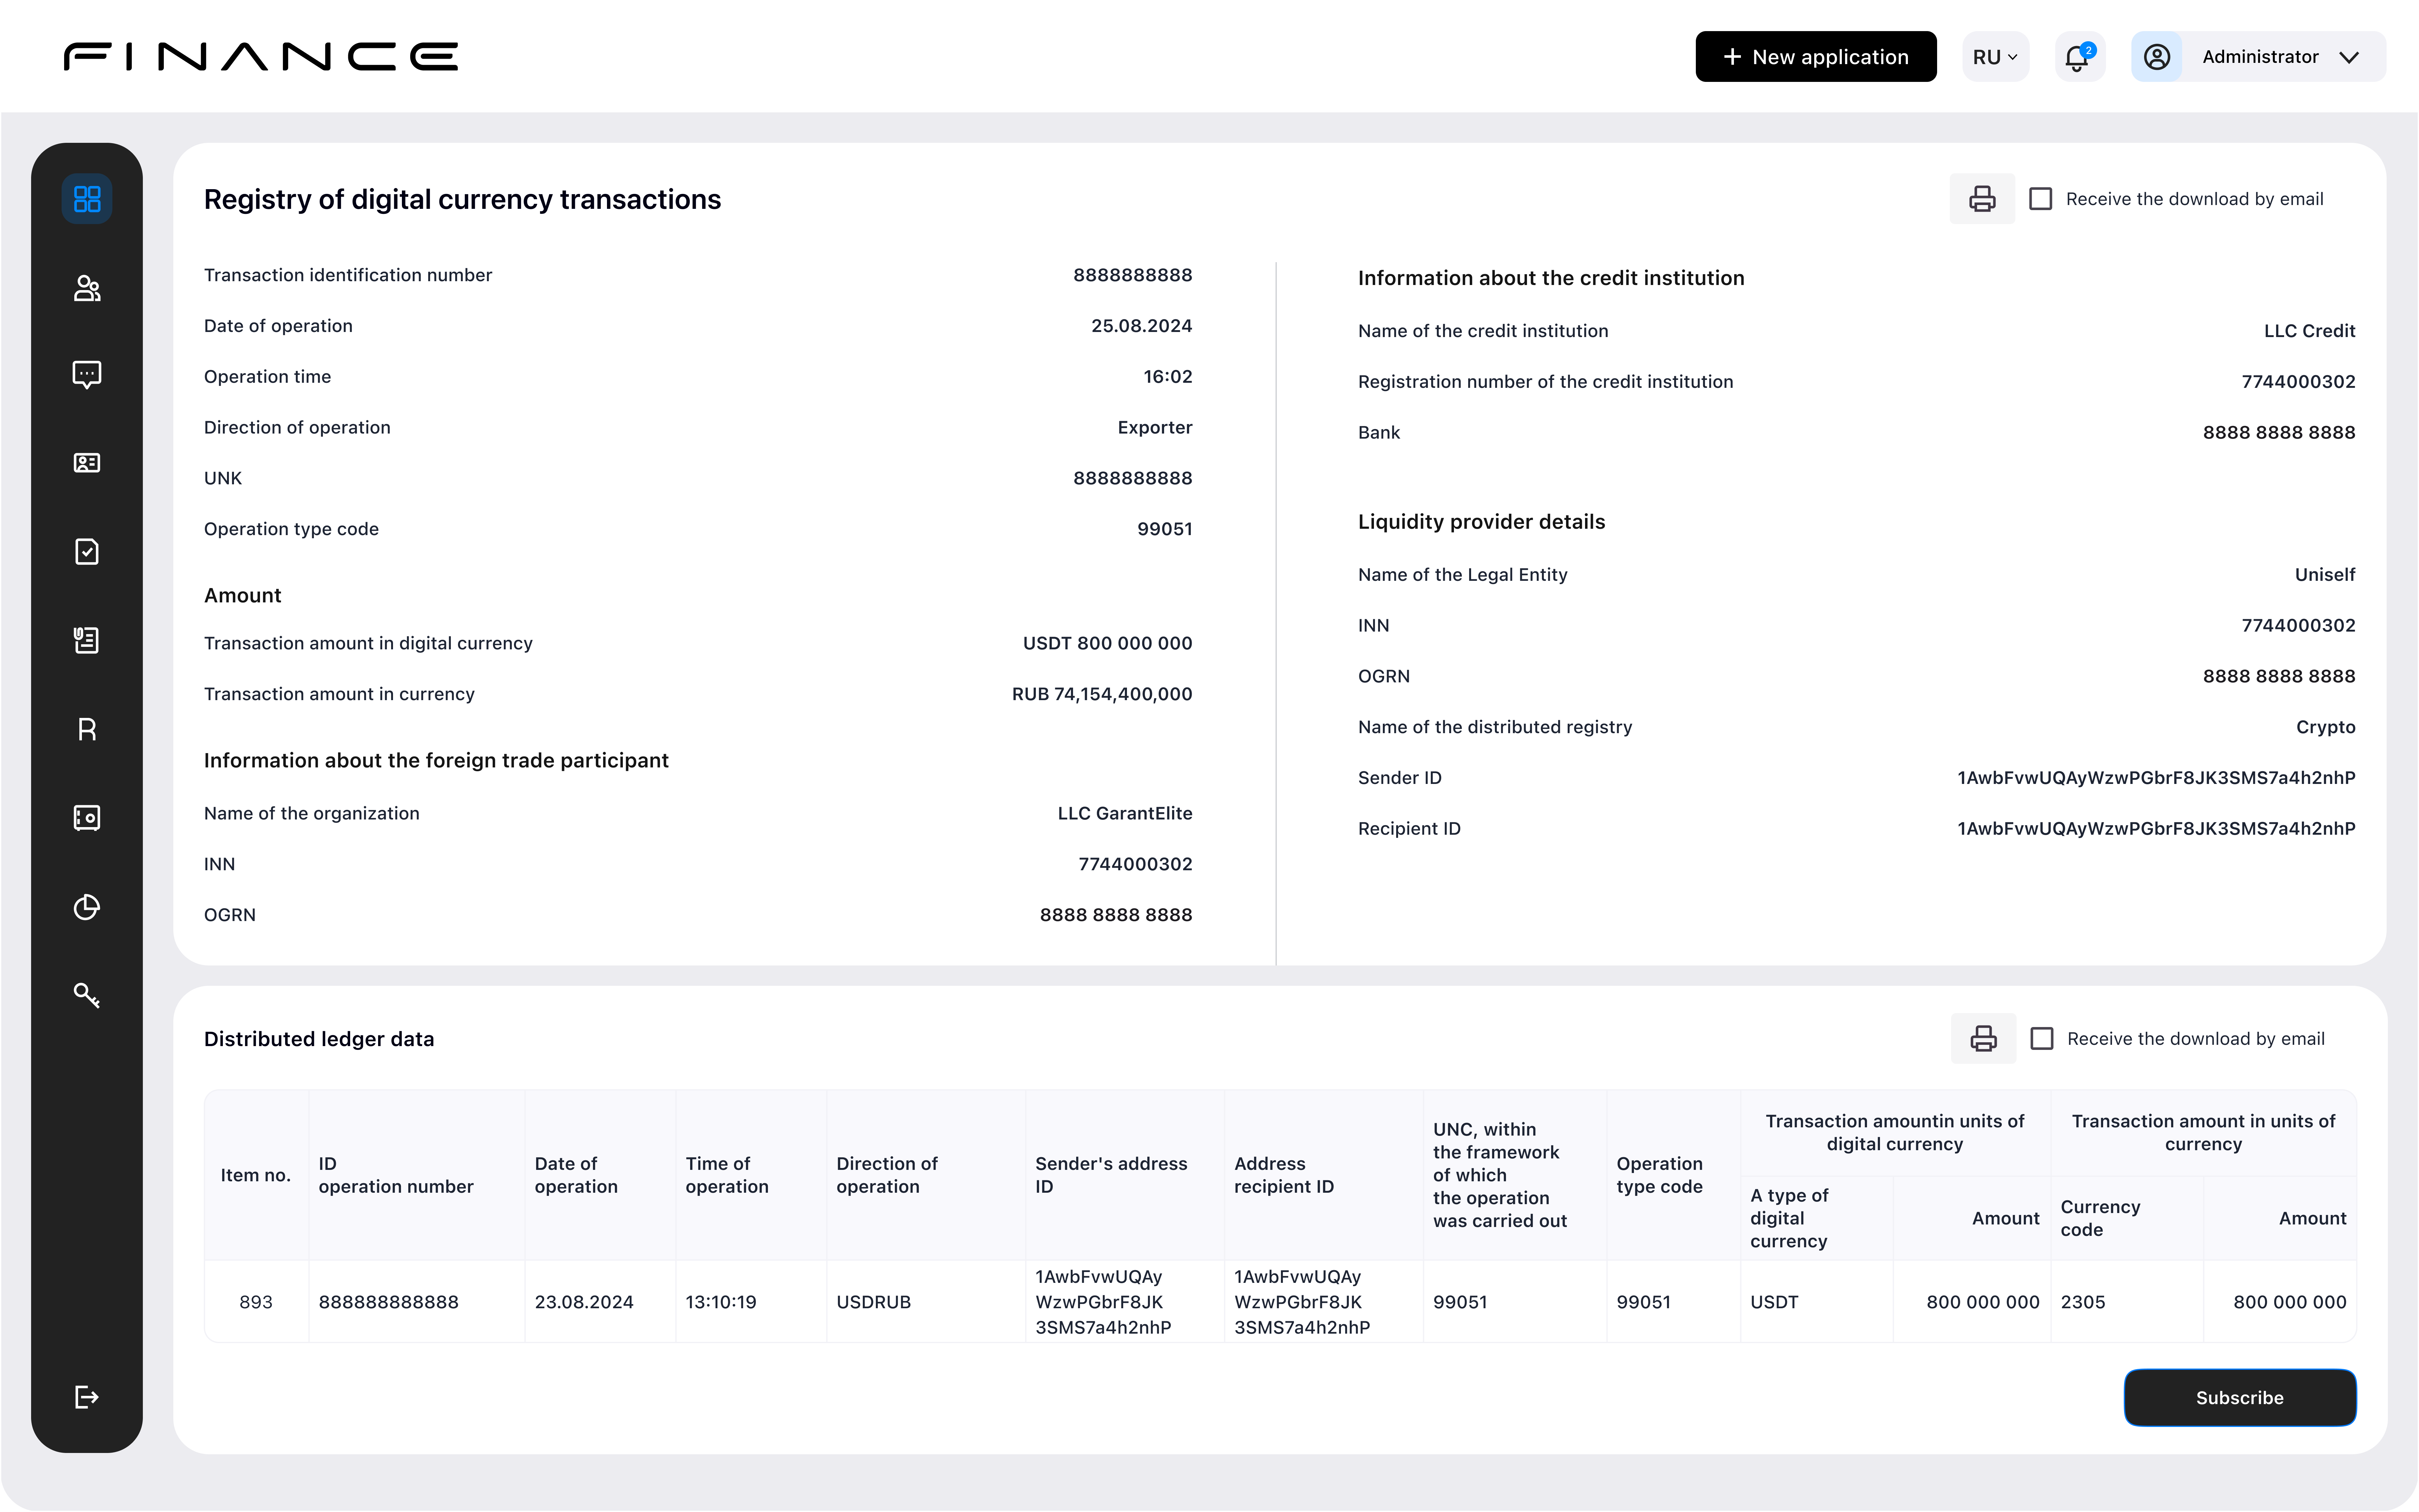 FINANCE
New application
RU
2
Administrator
Registry of digital currency transactions
Receive the download by email
Transaction identification number 8888888888
Date of operation 25.08.2024
Operation time 16:02
Direction of operation Exporter
UNK 8888888888
Operation type code 99051
Amount
Transaction amount in digital currency USDT 800 000 000
Transaction amount in currency RUB 74,154,400,000
Information about the foreign trade participant
Name of the organization LLC GarantElite
INN 7744000302
OGRN 8888 8888 8888
Information about the credit institution
Name of the credit institution LLC Credit
Registration number of the credit institution 7744000302
Bank 8888 8888 8888
Liquidity provider details
Name of the Legal Entity Uniself
INN 7744000302
OGRN 8888 8888 8888
Name of the distributed registry Crypto
Sender ID 1AwbFvwUQAyWzwPGbrF8JK3SMS7a4h2nhP
Recipient ID 1AwbFvwUQAyWzwPGbrF8JK3SMS7a4h2nhP
R
Distributed ledger data
Receive the download by email
Item no.
ID
operation number
Date of
operation
Time of
operation
Direction of
operation
Sender's address
ID
Address
recipient ID
UNC, within
the framework
of which
the operation
was carried out
Operation
type code
Transaction amountin units of
digital currency
A type of
digital
currency
Amount
Transaction amount in units of
currency
Currency
code
Amount
893
888888888888
23.08.2024
13:10:19
USDRUB
1AwbFvwUQAy
WzwPGbrF8JK
3SMS7a4h2nhP
1AwbFvwUQAy
WzwPGbrF8JK
3SMS7a4h2nhP
99051
99051
USDT
800 000 000
2305
800 000 000
Subscribe